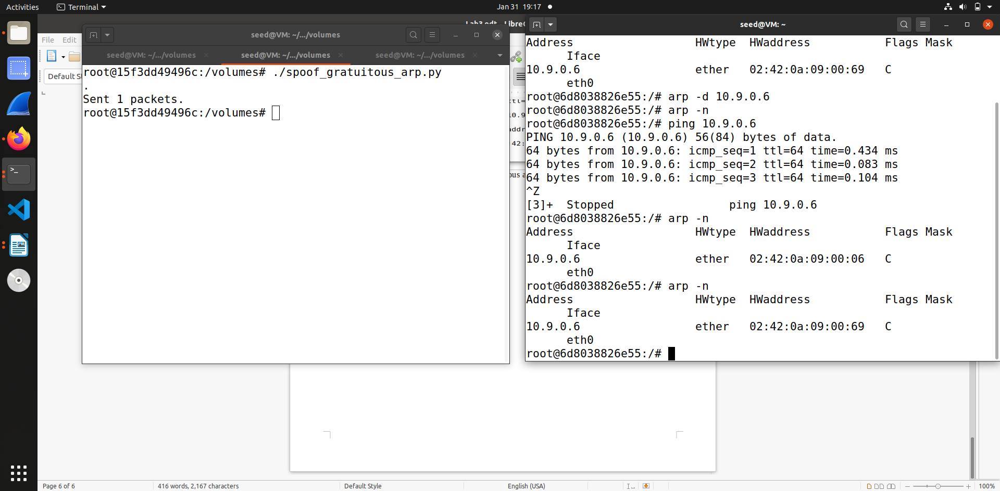 Activities
Terminal
Jan 31 19:17
Lab3.odt - LibreO
File Edit
Default S
seed@VM: ~/.../volumes
seed@VM: ~/.../volumes
seed@VM: ~/.../volumes
seed@VM: ~/.../volumes
root@15f3dd49496c:/volumes# ./spoof_gratuitous_arp.py
.
Sent 1 packets.
root@15f3dd49496c:/volumes#
ttl=
10.9
addr
42:
ous a
seed@VM: ~
Address                  HWtype  HWaddress           Flags Mask
      Iface
10.9.0.6                 ether   02:42:0a:09:00:69   C
      eth0
root@6d8038826e55:/# arp -d 10.9.0.6
root@6d8038826e55:/# arp -n
root@6d8038826e55:/# ping 10.9.0.6
PING 10.9.0.6 (10.9.0.6) 56(84) bytes of data.
64 bytes from 10.9.0.6: icmp_seq=1 ttl=64 time=0.434 ms
64 bytes from 10.9.0.6: icmp_seq=2 ttl=64 time=0.083 ms
64 bytes from 10.9.0.6: icmp_seq=3 ttl=64 time=0.104 ms
^Z
[3]+  Stopped                 ping 10.9.0.6
root@6d8038826e55:/# arp -n
Address                  HWtype  HWaddress           Flags Mask
      Iface
10.9.0.6                 ether   02:42:0a:09:00:06   C
      eth0
root@6d8038826e55:/# arp -n
Address                  HWtype  HWaddress           Flags Mask
      Iface
10.9.0.6                 ether   02:42:0a:09:00:69   C
      eth0
root@6d8038826e55:/#
Page 6 of 6
416 words, 2,167 characters
Default Style
English (USA)
100%